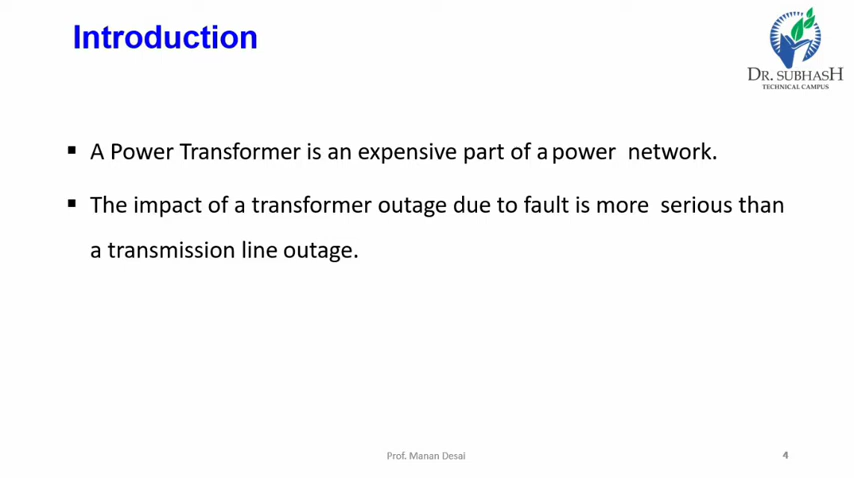 Introduction
DR. SUBHASH
TECHNICAL CAMPUS
▪ A Power Transformer is an expensive part of a power network.
▪ The impact of a transformer outage due to fault is more serious than
a transmission line outage.
Prof. Manan Desai
4